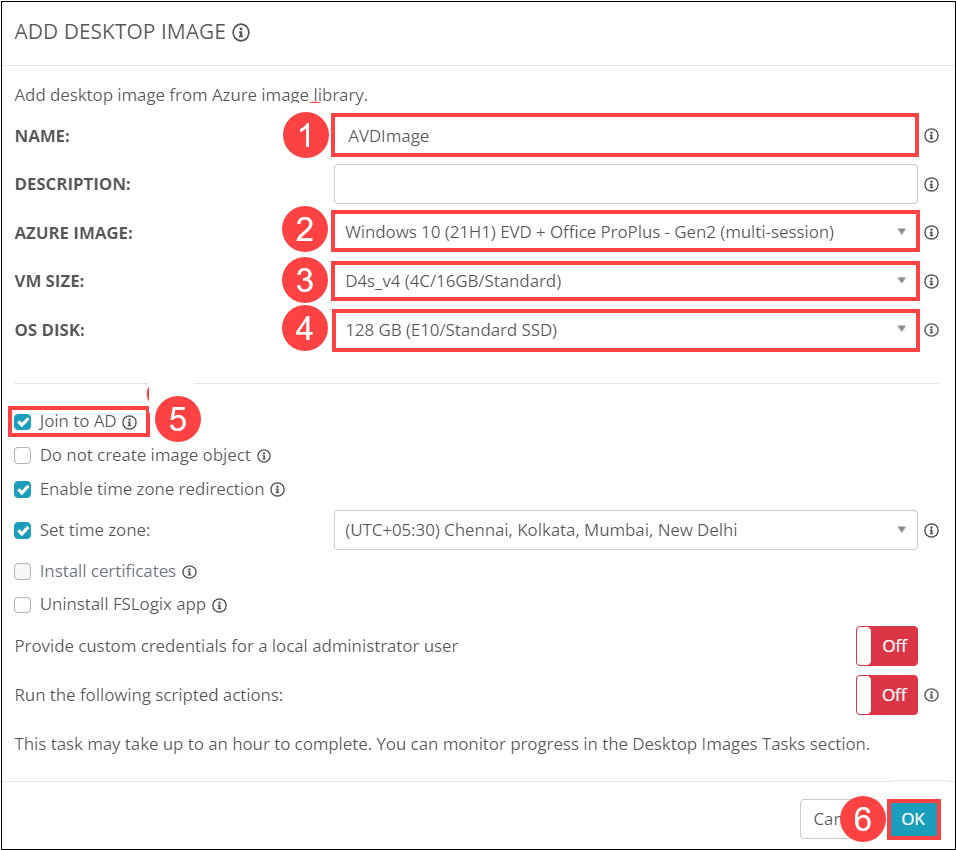 ADD DESKTOP IMAGE
Add desktop image from Azure image library.
NAME: 1 AVDImage
DESCRIPTION:
AZURE IMAGE: 2 Windows 10 (21H1) EVD + Office ProPlus - Gen2 (multi-session)
VM SIZE: 3 D4s_v4 (4C/16GB/Standard)
OS DISK: 4 128 GB (E10/Standard SSD)
Join to AD 5
Do not create image object
Enable time zone redirection
Set time zone: (UTC+05:30) Chennai, Kolkata, Mumbai, New Delhi
Install certificates
Uninstall FSLogix app
Provide custom credentials for a local administrator user Off
Run the following scripted actions: Off
This task may take up to an hour to complete. You can monitor progress in the Desktop Images Tasks section.
6 OK